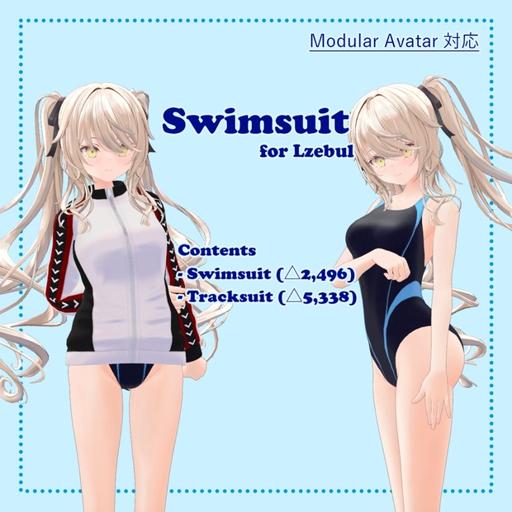 Modular Avatar 対応
Swimsuit
for Lzebul
Contents
- Swimsuit (△2,496)
- Tracksuit (△5,338)